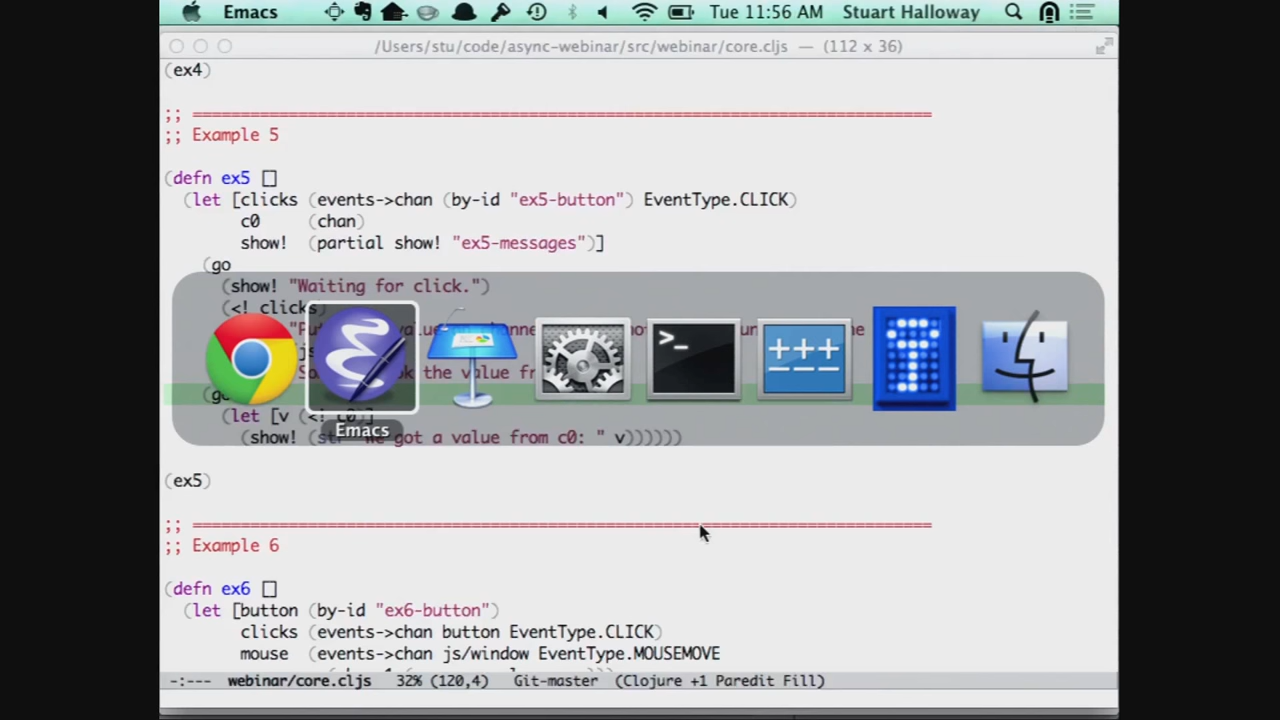 Emacs Tue 11:56 AM Stuart Halloway
/Users/stu/code/async-webinar/src/webinar/core.cljs — (112 x 36)
(ex4)
;; =============================================================================
;; Example 5
(defn ex5 []
(let [clicks (events->chan (by-id "ex5-button") EventType.CLICK)
c0 (chan)
show! (partial show! "ex5-messages")]
(go
(show! "Waiting for click.")
(<! clicks)
(let [v (<! c0)]
Emacs
(show! (str "We got a value from c0: " v))))))
(ex5)
;; =============================================================================
;; Example 6
(defn ex6 []
(let [button (by-id "ex6-button")
clicks (events->chan button EventType.CLICK)
mouse (events->chan js/window EventType.MOUSEMOVE
-:--- webinar/core.cljs 32% (120,4) Git-master (Clojure +1 Paredit Fill)